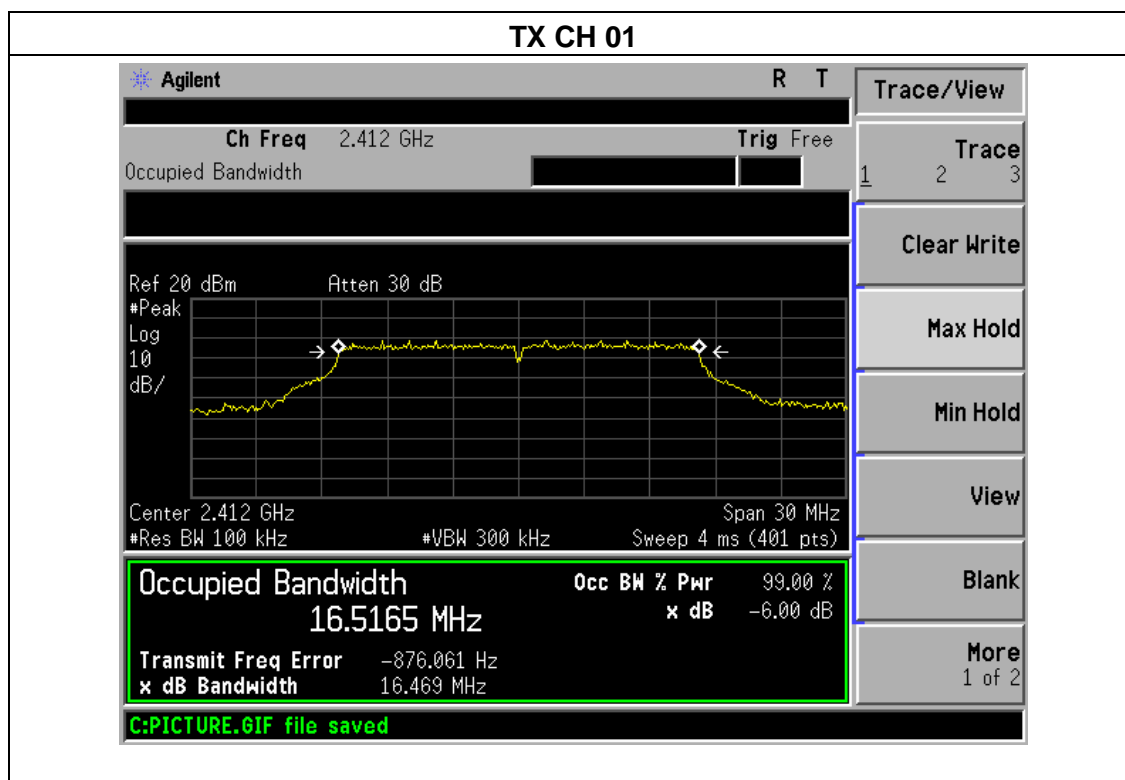 TX CH 01
Agilent R T
Trace/View
Ch Freq 2.412 GHz Trig Free
Occupied Bandwidth
Trace
1 2 3
Clear Write
Ref 20 dBm Atten 30 dB
#Peak
Log
10
dB/
Max Hold
Min Hold
View
Center 2.412 GHz Span 30 MHz
#Res BW 100 kHz #VBW 300 kHz Sweep 4 ms (401 pts)
Occupied Bandwidth Occ BW % Pwr 99.00 %
16.5165 MHz x dB -6.00 dB
Blank
Transmit Freq Error -876.061 Hz
x dB Bandwidth 16.469 MHz
More
1 of 2
C:PICTURE.GIF file saved